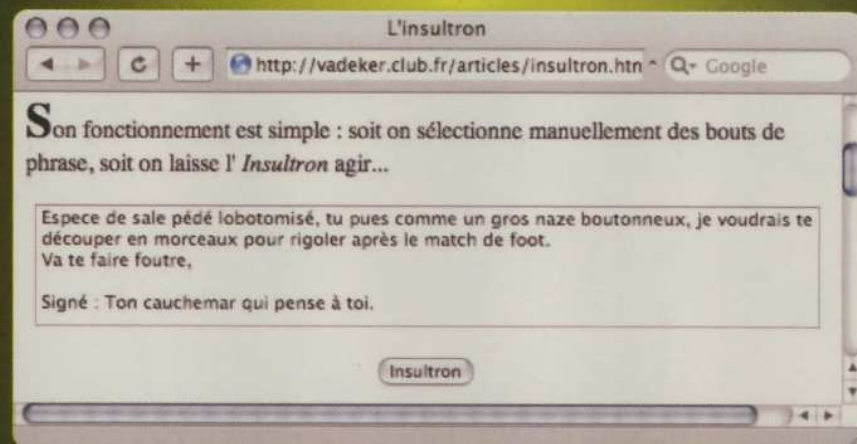 L'insultron
http://vadeker.club.fr/articles/insultron.htn Google
Son fonctionnement est simple : soit on sélectionne manuellement des bouts de
phrase, soit on laisse l' Insultron agir...
Espece de sale pédé lobotomisé, tu pues comme un gros naze boutonneux, je voudrais te
découper en morceaux pour rigoler après le match de foot.
Va te faire foutre,
Signé : Ton cauchemar qui pense à toi.
Insultron